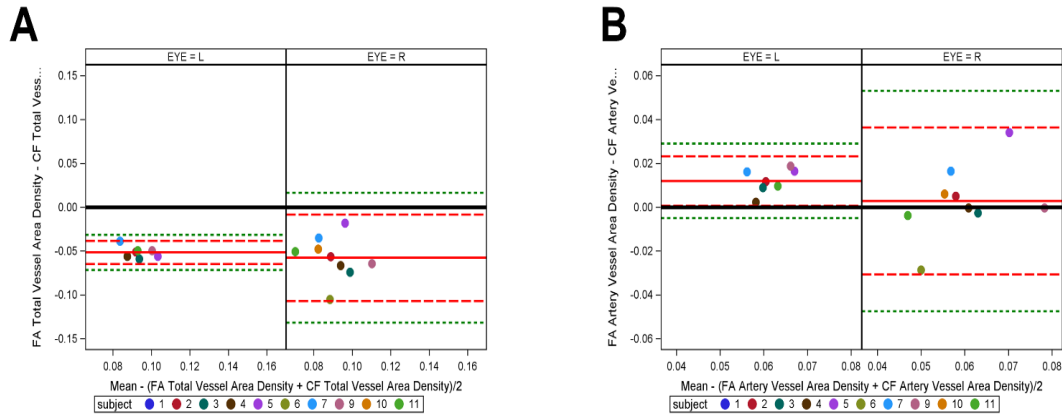 A
EYE = L
EYE = R
FA Total Vessel Area Density - CF Total Vess...
0.15
0.10
0.05
0.00
-0.05
-0.10
-0.15
0.08 0.10 0.12 0.14 0.16 0.08 0.10 0.12 0.14 0.16
Mean - (FA Total Vessel Area Density + CF Total Vessel Area Density)/2
subject 1 2 3 4 5 6 7 9 10 11
B
EYE = L
EYE = R
FA Artery Vessel Area Density - CF Artery Ve...
0.06
0.04
0.02
0.00
-0.02
-0.04
-0.06
0.04 0.05 0.06 0.07 0.08 0.04 0.05 0.06 0.07 0.08
Mean - (FA Artery Vessel Area Density + CF Artery Vessel Area Density)/2
subject 1 2 3 4 5 6 7 9 10 11